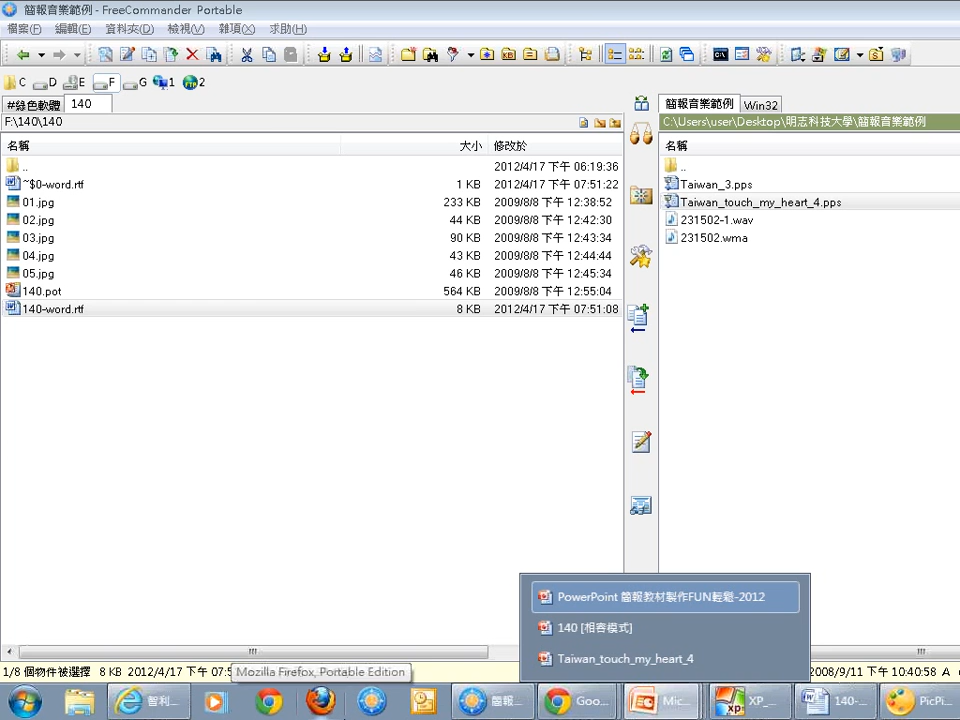 簡報音樂範例 - FreeCommander Portable
檔案(F) 編輯(E) 資料夾(D) 檢視(V) 雜項(X) 求助(H)
C D E F G 1 2
#綠色軟體 140
F:\140\140
名稱 大小 修改於
.. 2012/4/17 下午 06:19:36
~$0-word.rtf 1 KB 2012/4/17 下午 07:51:22
01.jpg 233 KB 2009/8/8 下午 12:38:52
02.jpg 44 KB 2009/8/8 下午 12:42:30
03.jpg 90 KB 2009/8/8 下午 12:43:34
04.jpg 43 KB 2009/8/8 下午 12:44:44
05.jpg 46 KB 2009/8/8 下午 12:45:34
140.pot 564 KB 2009/8/8 下午 12:55:04
140-word.rtf 8 KB 2012/4/17 下午 07:51:08
簡報音樂範例 Win32
C:\Users\user\Desktop\明志科技大學\簡報音樂範例
名稱
..
Taiwan_3.pps
Taiwan_touch_my_heart_4.pps
231502-1.wav
231502.wma
PowerPoint 簡報教材製作FUN輕鬆-2012
140 [相容模式]
Taiwan_touch_my_heart_4
1/8 個物件被選擇 8 KB 2012/4/17 下午 07:5
Mozilla Firefox, Portable Edition
2008/9/11 下午 10:40:58 A
智利... 簡報... Goo... Mic... XP_... 140-... PicPi...